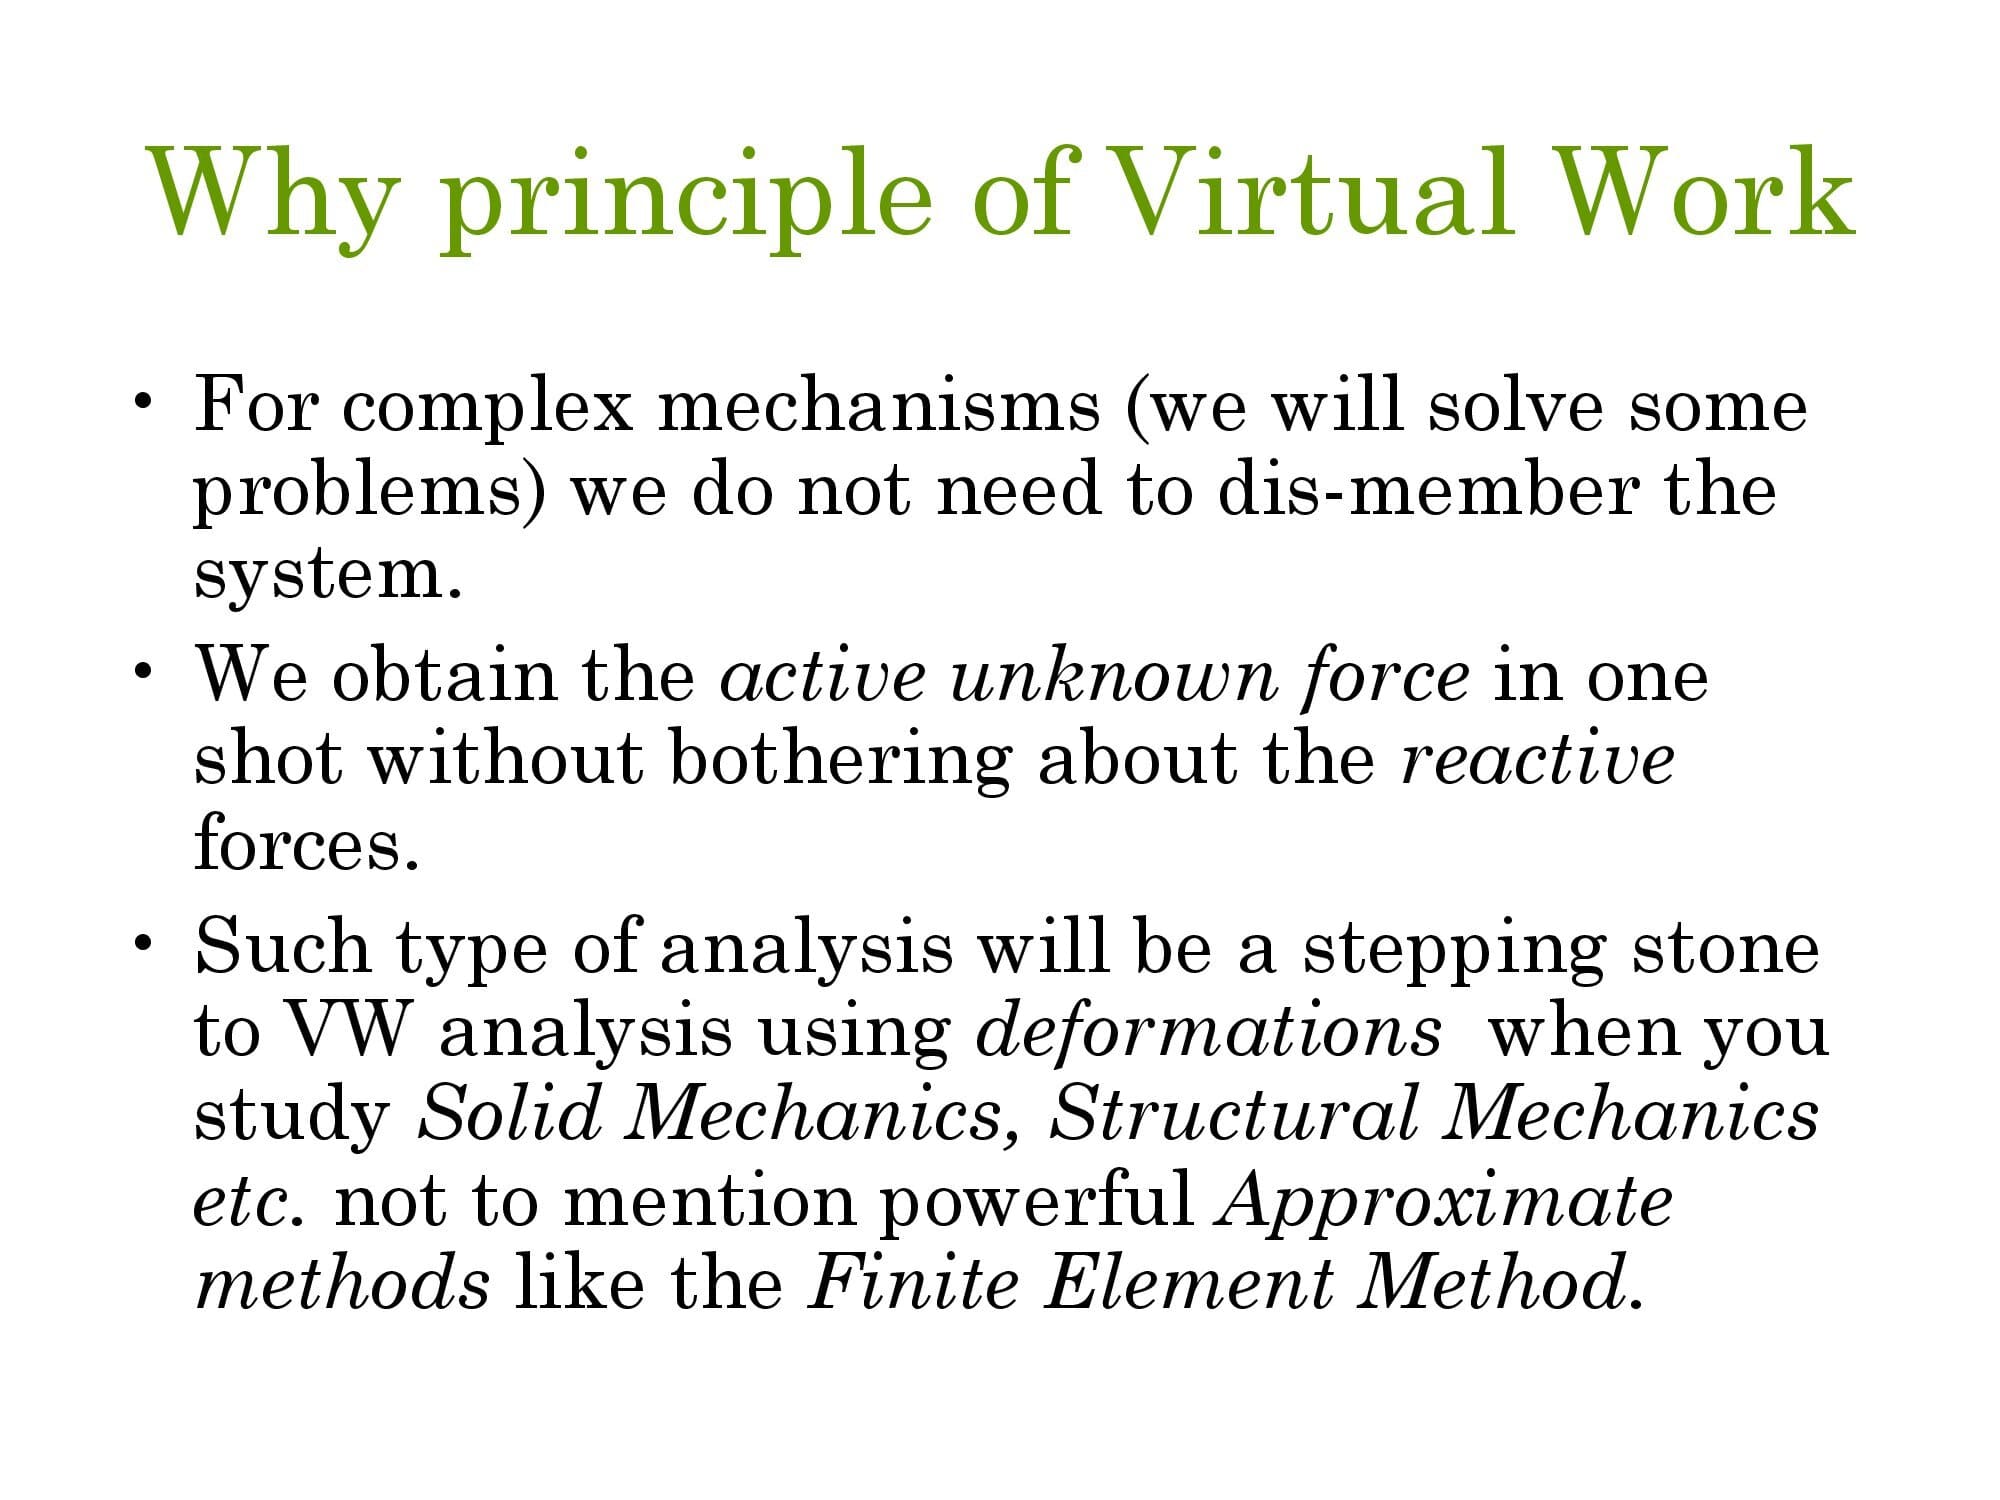 Why principle of Virtual Work
• For complex mechanisms (we will solve some
problems) we do not need to dis-member the
system.
• We obtain the active unknown force in one
shot without bothering about the reactive
forces.
• Such type of analysis will be a stepping stone
to VW analysis using deformations when you
study Solid Mechanics, Structural Mechanics
etc. not to mention powerful Approximate
methods like the Finite Element Method.